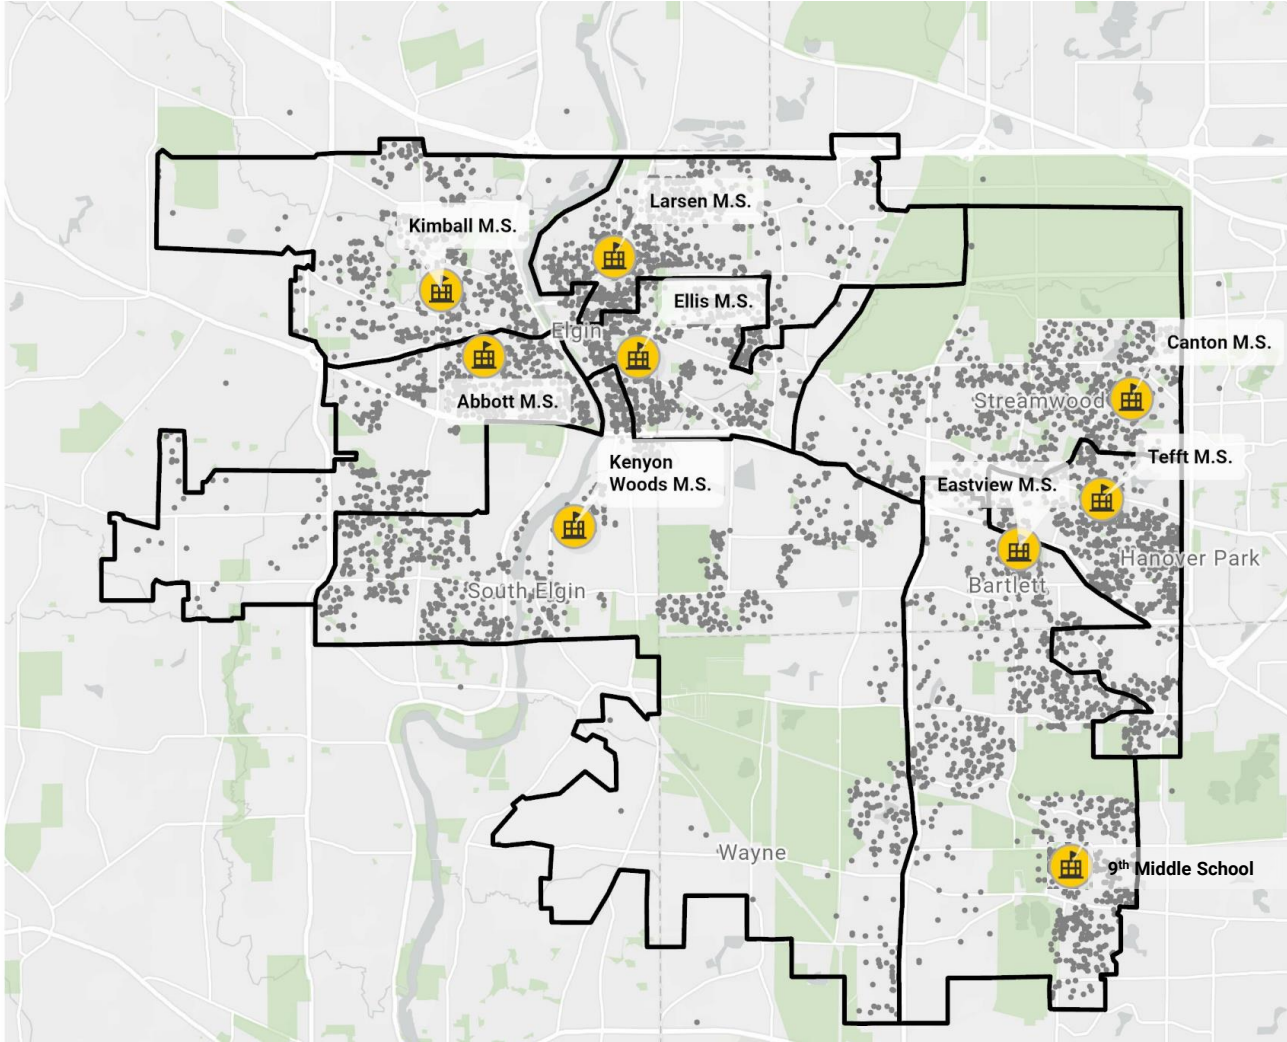 Larsen M.S.
Kimball M.S.
Ellis M.S.
Elgin
Canton M.S.
Abbott M.S.
Streamwood
Kenyon
Woods M.S.
Tefft M.S.
Eastview M.S.
Hanover Park
Bartlett
South Elgin
Wayne
9th Middle School